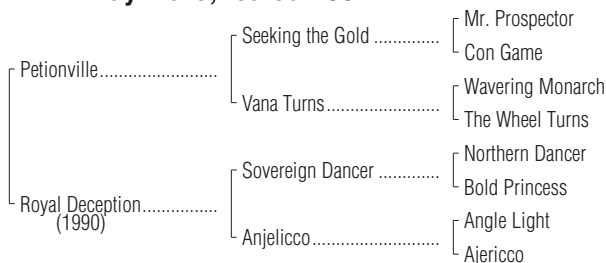 Seeking the Gold
Mr. Prospector
Con Game
Petionville
Vana Turns
Wavering Monarch
The Wheel Turns
Royal Deception
(1990)
Sovereign Dancer
Northern Dancer
Bold Princess
Anjelicco
Angle Light
Ajericco